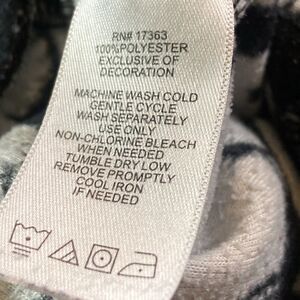 RN# 17363
100%POLYESTER
EXCLUSIVE OF
DECORATION
MACHINE WASH COLD
GENTLE CYCLE
WASH SEPARATELY
USE ONLY
NON-CHLORINE BLEACH
WHEN NEEDED
TUMBLE DRY LOW
REMOVE PROMPTLY
COOL IRON
IF NEEDED